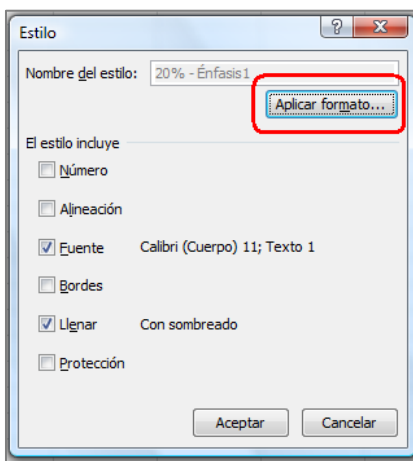 Estilo
Nombre del estilo: 20% - Énfasis1
Aplicar formato...
El estilo incluye
Número
Alineación
Fuente Calibri (Cuerpo) 11; Texto 1
Bordes
Llenar Con sombreado
Protección
Aceptar Cancelar